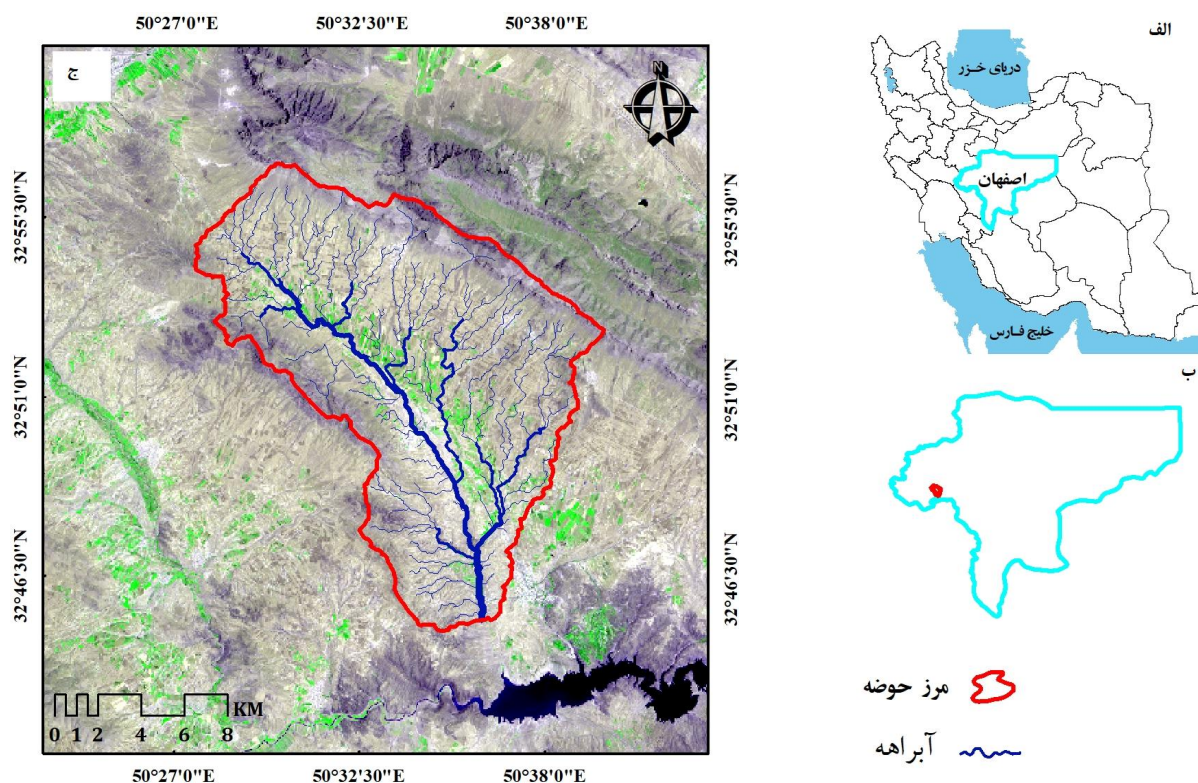 50°27'0"E
50°32'30"E
50°38'0"E
ج
N
32°55'30"N
32°55'30"N
32°51'0"N
32°51'0"N
32°46'30"N
32°46'30"N
KM
0 1 2 4 6 8
50°27'0"E
50°32'30"E
50°38'0"E
الف
دریای خزر
اصفهان
خلیج فارس
ب
مرز حوضه
آبراهه